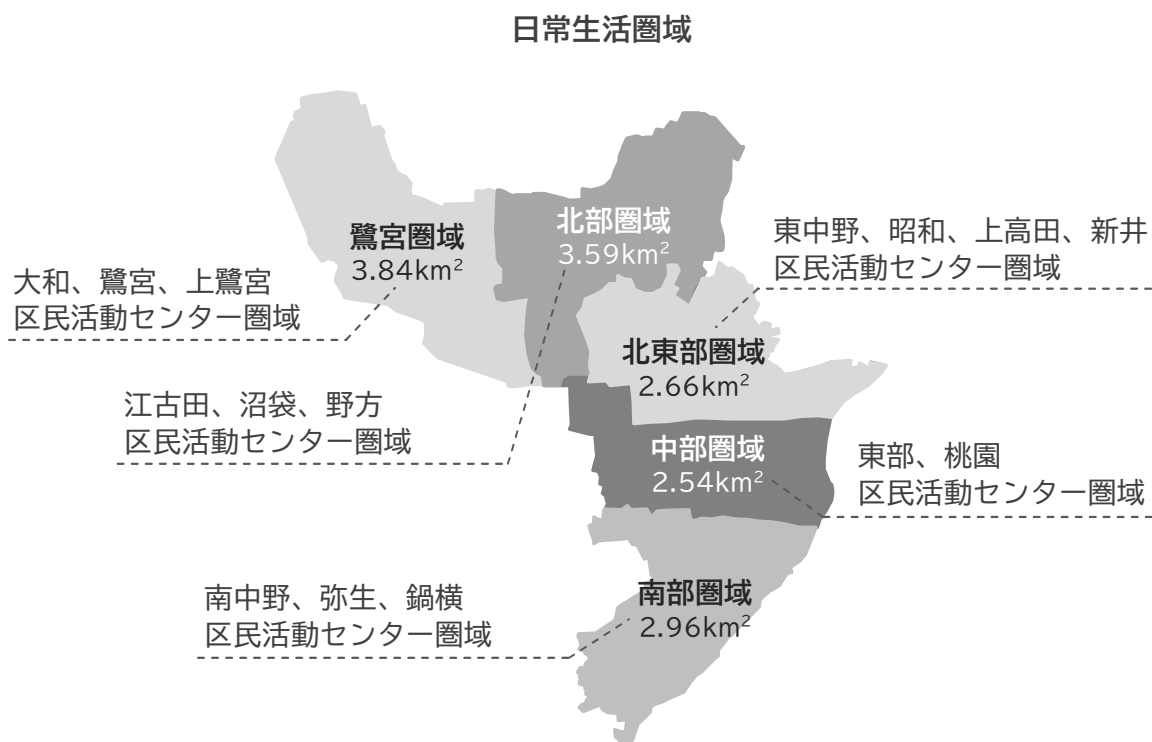 日常生活圏域
鷺宮圏域
3.84km²
北部圏域
3.59km²
東中野、昭和、上高田、新井
区民活動センター圏域
大和、鷺宮、上鷺宮
区民活動センター圏域
北東部圏域
2.66km²
江古田、沼袋、野方
区民活動センター圏域
中部圏域
2.54km²
東部、桃園
区民活動センター圏域
南中野、弥生、鍋横
区民活動センター圏域
南部圏域
2.96km²